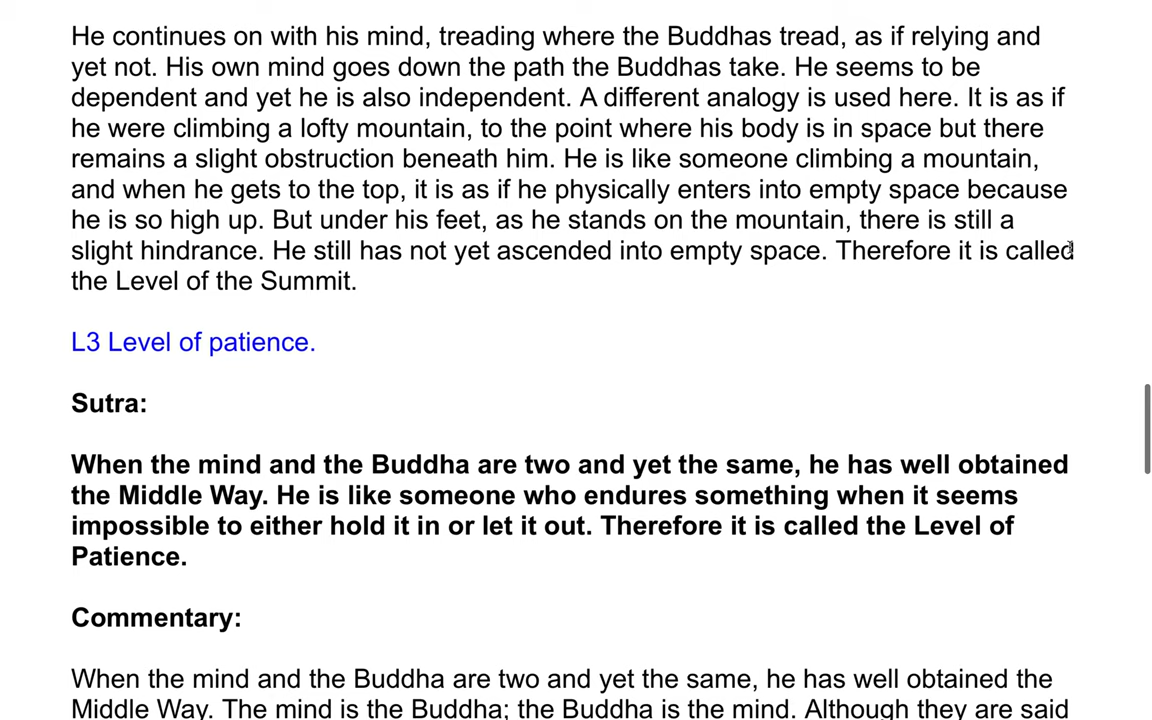 He continues on with his mind, treading where the Buddhas tread, as if relying and
yet not. His own mind goes down the path the Buddhas take. He seems to be
dependent and yet he is also independent. A different analogy is used here. It is as if
he were climbing a lofty mountain, to the point where his body is in space but there
remains a slight obstruction beneath him. He is like someone climbing a mountain,
and when he gets to the top, it is as if he physically enters into empty space because
he is so high up. But under his feet, as he stands on the mountain, there is still a
slight hindrance. He still has not yet ascended into empty space. Therefore it is called
the Level of the Summit.
L3 Level of patience.
Sutra:
When the mind and the Buddha are two and yet the same, he has well obtained
the Middle Way. He is like someone who endures something when it seems
impossible to either hold it in or let it out. Therefore it is called the Level of
Patience.
Commentary:
When the mind and the Buddha are two and yet the same, he has well obtained the
Middle Way. The mind is the Buddha; the Buddha is the mind. Although they are said